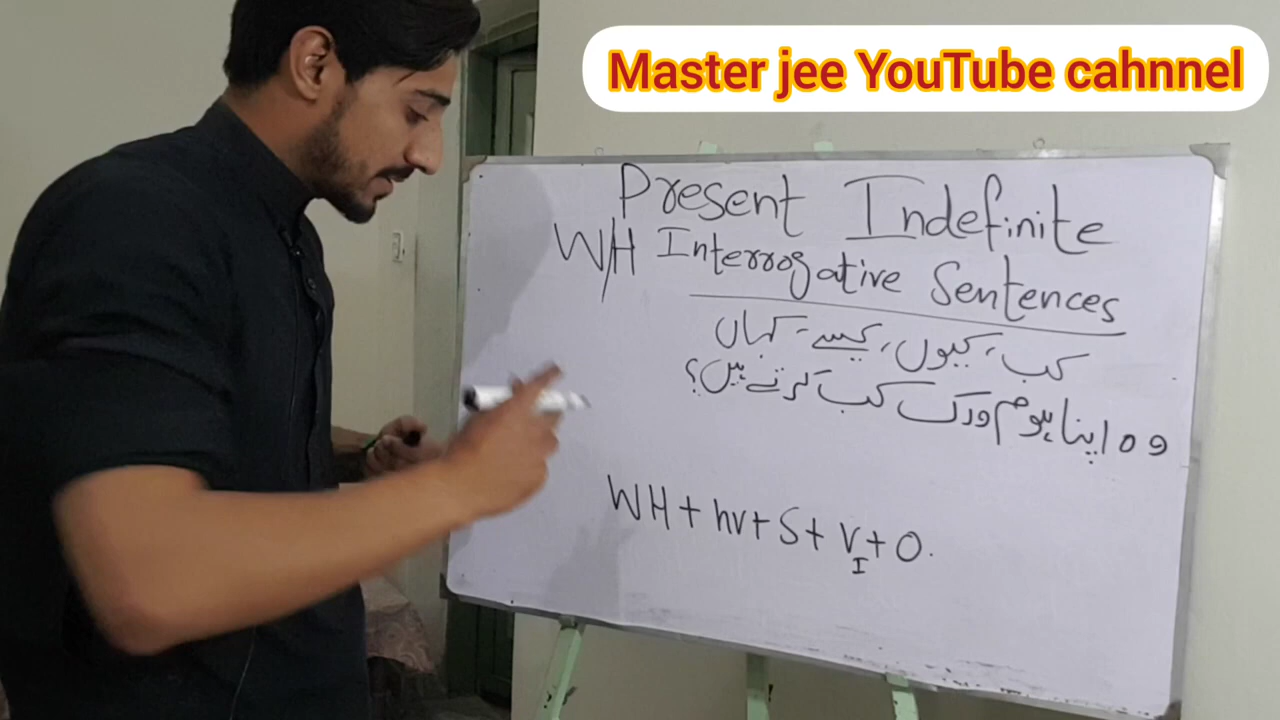 Master jee YouTube cahnnel
Present Indefinite
WH Interrogative Sentences
کب، کیوں، کیسے، کہاں
وہ اپنا ہوم ورک کب کرتے ہیں؟
WH + hv + S + V + O.
I